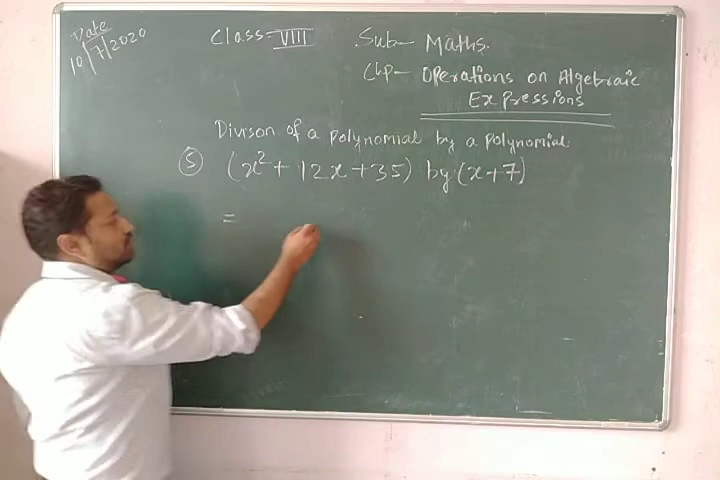 Date
10/7/2020
Class-VIII
Sub- Maths.
Chp- Operations on Algebraic
Expressions
Divison of a polynomial by a polynomial.
⑤ (x² + 12x + 35) by (x + 7)
=